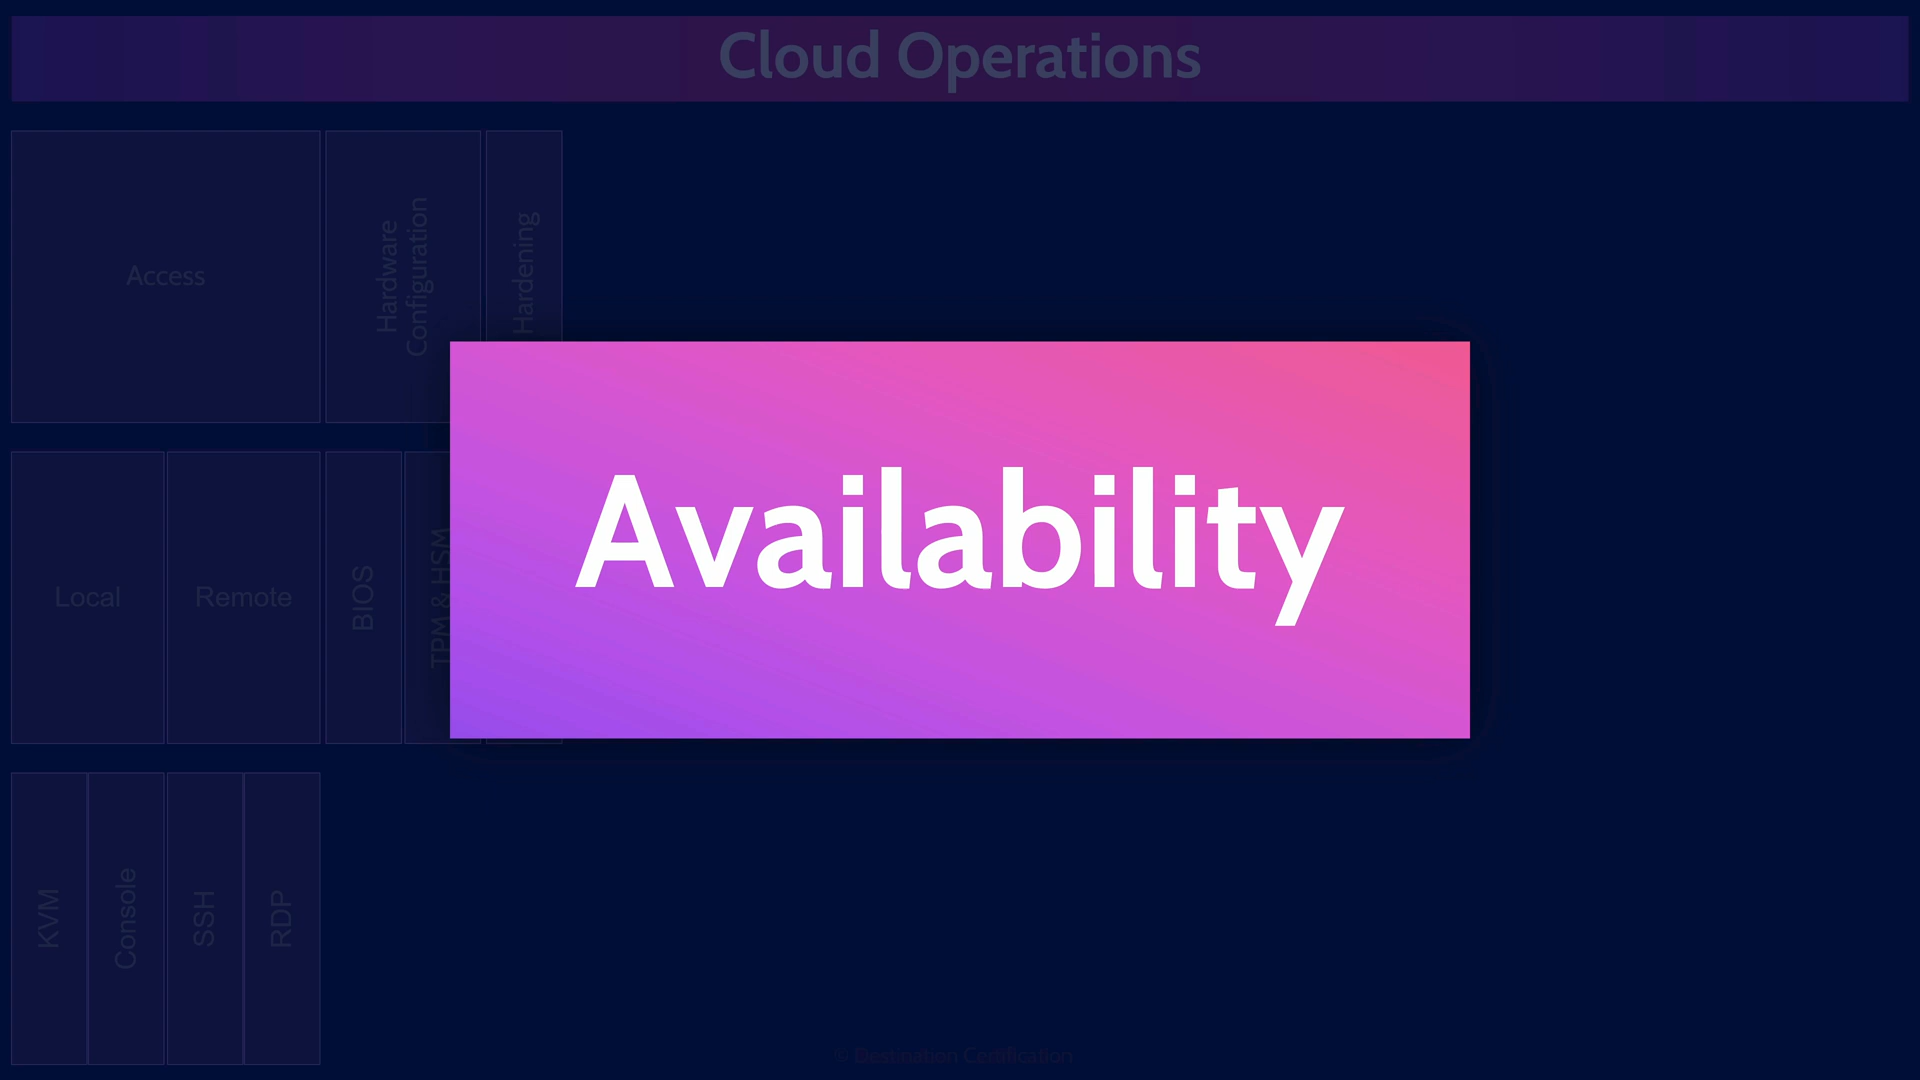 Cloud Operations
Access
Hardware
Configuration
Hardening
Availability
Local
Remote
BIOS
TPM & HSM
KVM
Console
SSH
RDP
© Destination Certification